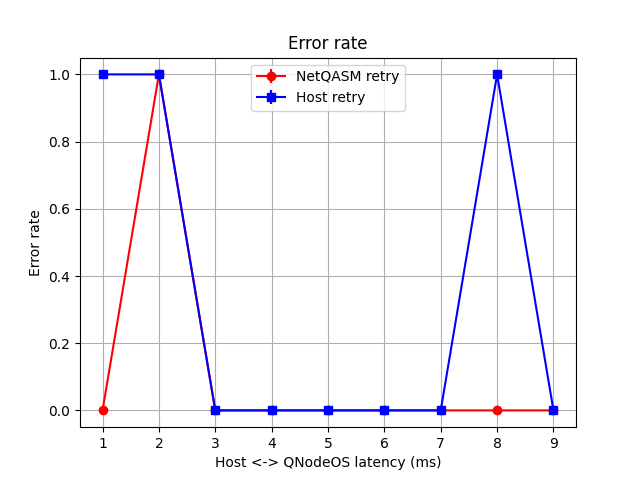 Error rate
NetQASM retry
Host retry
Error rate
1.0
0.8
0.6
0.4
0.2
0.0
1 2 3 4 5 6 7 8 9
Host <-> QNodeOS latency (ms)